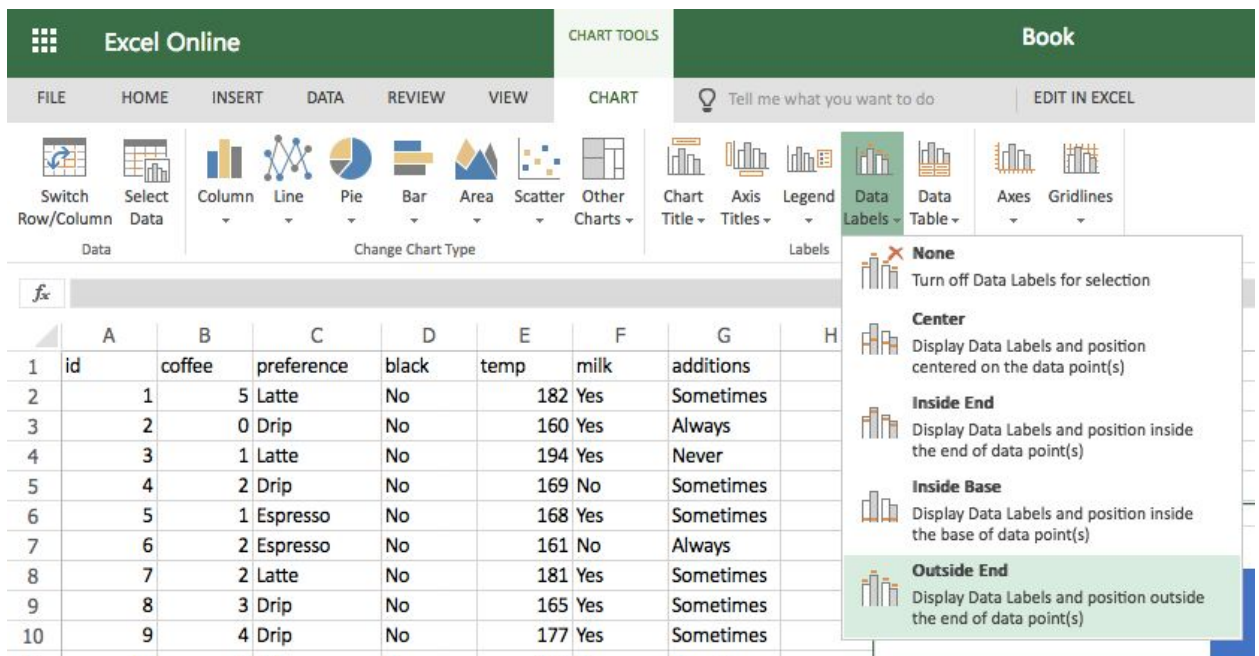 Excel Online
CHART TOOLS
Book
FILE HOME INSERT DATA REVIEW VIEW CHART Tell me what you want to do EDIT IN EXCEL
Switch Row/Column
Select Data
Column
Line
Pie
Bar
Area
Scatter
Other Charts
Chart Title
Axis Titles
Legend
Data Labels
Data Table
Axes
Gridlines
Data
Change Chart Type
Labels
None
Turn off Data Labels for selection
Center
Display Data Labels and position
centered on the data point(s)
Inside End
Display Data Labels and position inside
the end of data point(s)
Inside Base
Display Data Labels and position inside
the base of data point(s)
Outside End
Display Data Labels and position outside
the end of data point(s)
fx
A B C D E F G H
1 id coffee preference black temp milk additions
2 1 5 Latte No 182 Yes Sometimes
3 2 0 Drip No 160 Yes Always
4 3 1 Latte No 194 Yes Never
5 4 2 Drip No 169 No Sometimes
6 5 1 Espresso No 168 Yes Sometimes
7 6 2 Espresso No 161 No Always
8 7 2 Latte No 181 Yes Sometimes
9 8 3 Drip No 165 Yes Sometimes
10 9 4 Drip No 177 Yes Sometimes